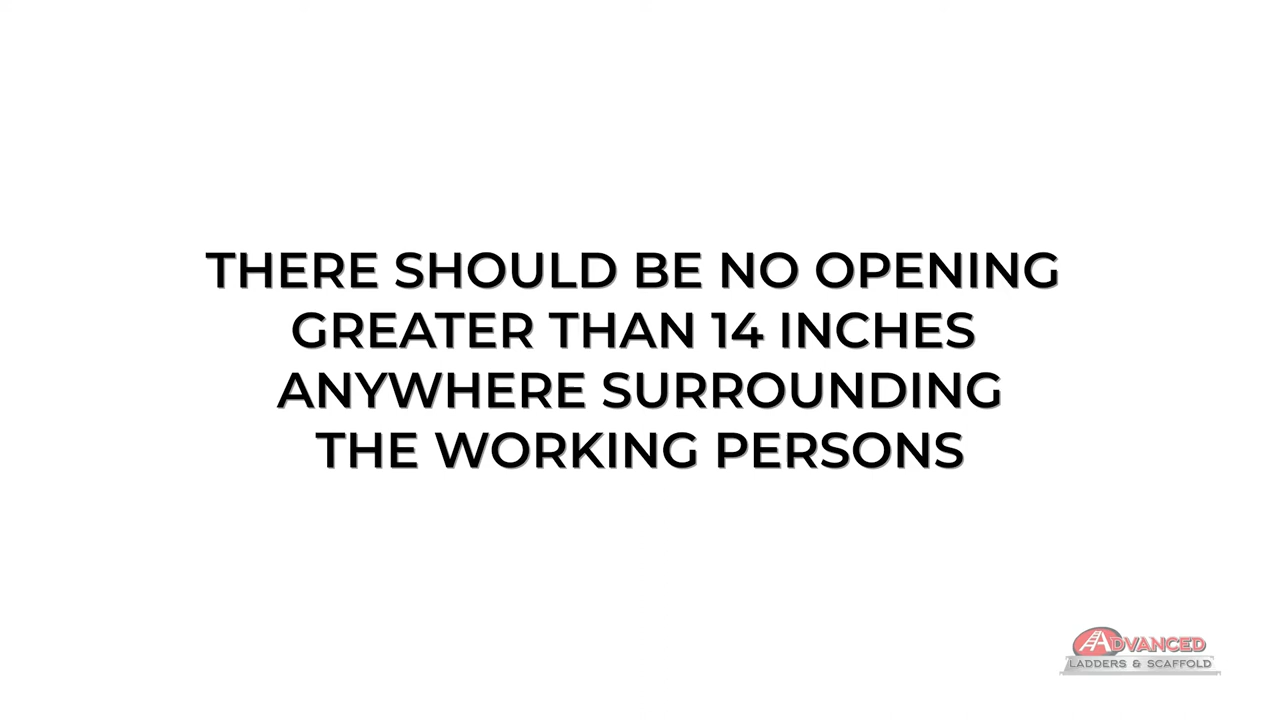 THERE SHOULD BE NO OPENING
GREATER THAN 14 INCHES
ANYWHERE SURROUNDING
THE WORKING PERSONS
ADVANCED
LADDERS & SCAFFOLD